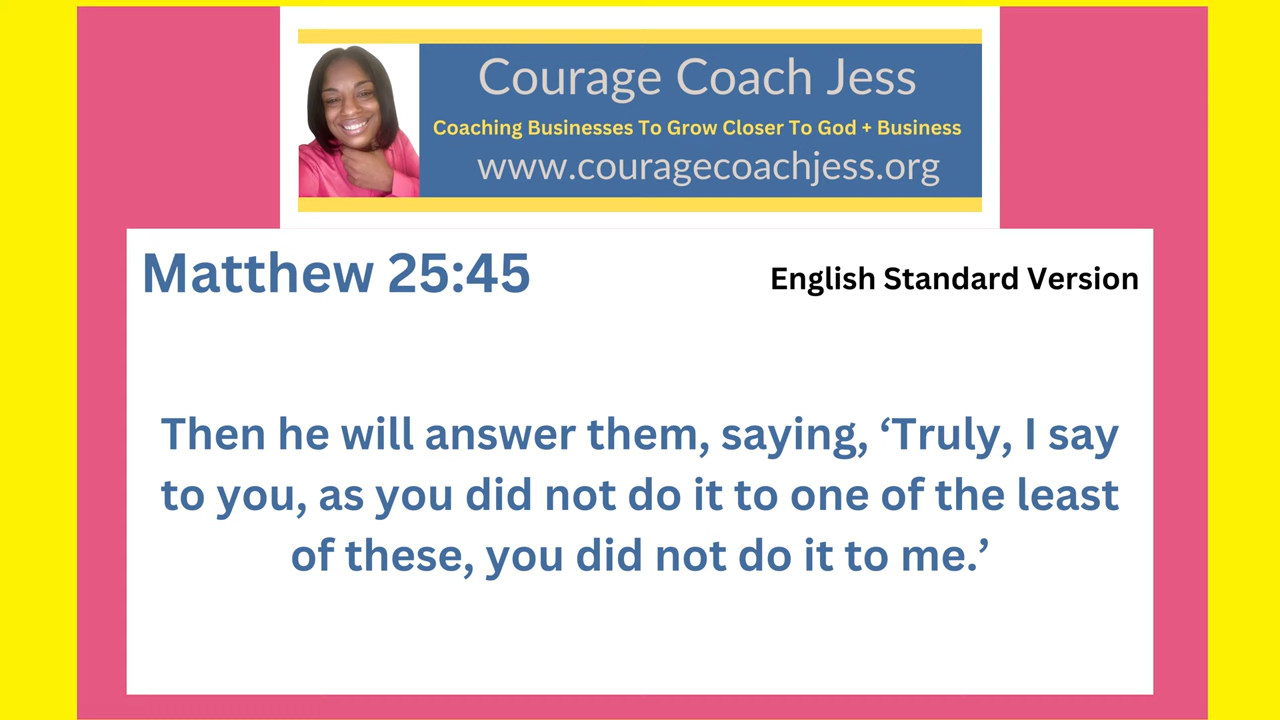 Courage Coach Jess
Coaching Businesses To Grow Closer To God + Business
www.couragecoachjess.org
Matthew 25:45
English Standard Version
Then he will answer them, saying, ‘Truly, I say
to you, as you did not do it to one of the least
of these, you did not do it to me.’